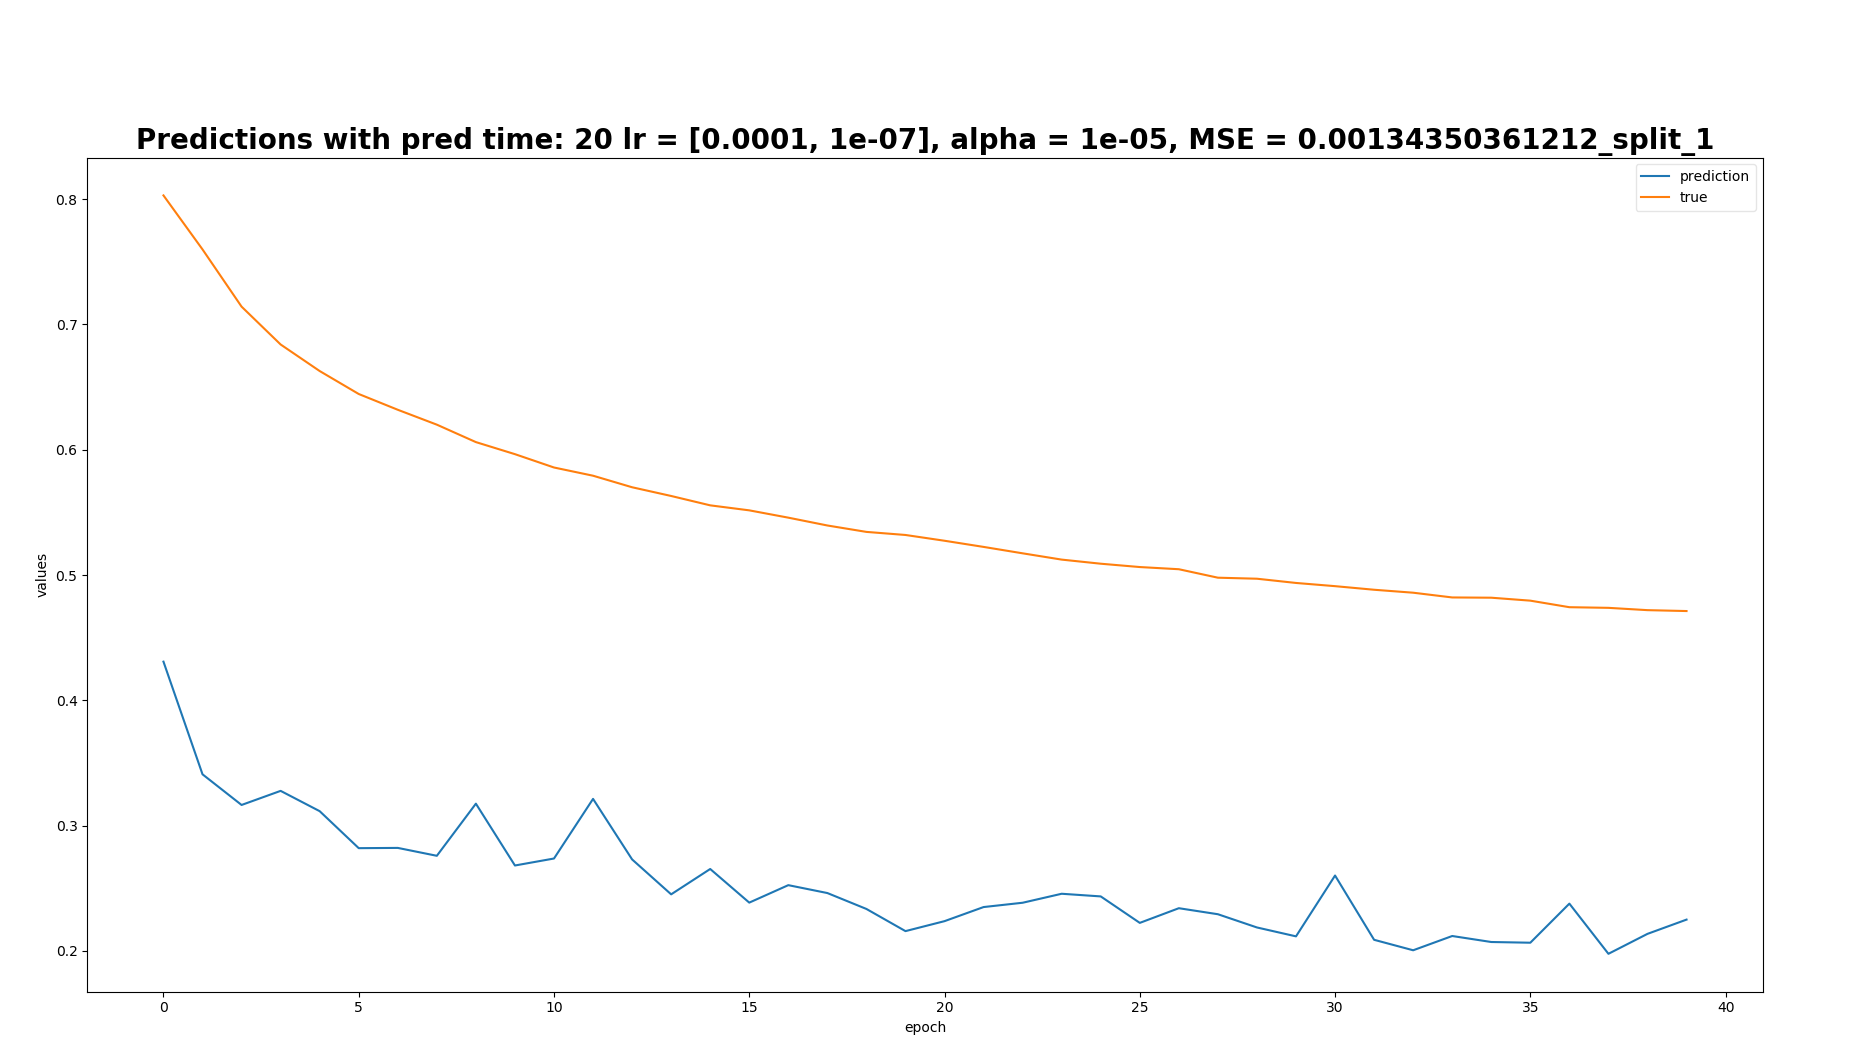 Predictions with pred time: 20 lr = [0.0001, 1e-07], alpha = 1e-05, MSE = 0.00134350361212_split_1
prediction
true
0.8
0.7
0.6
0.5
0.4
0.3
0.2
values
0 5 10 15 20 25 30 35 40
epoch